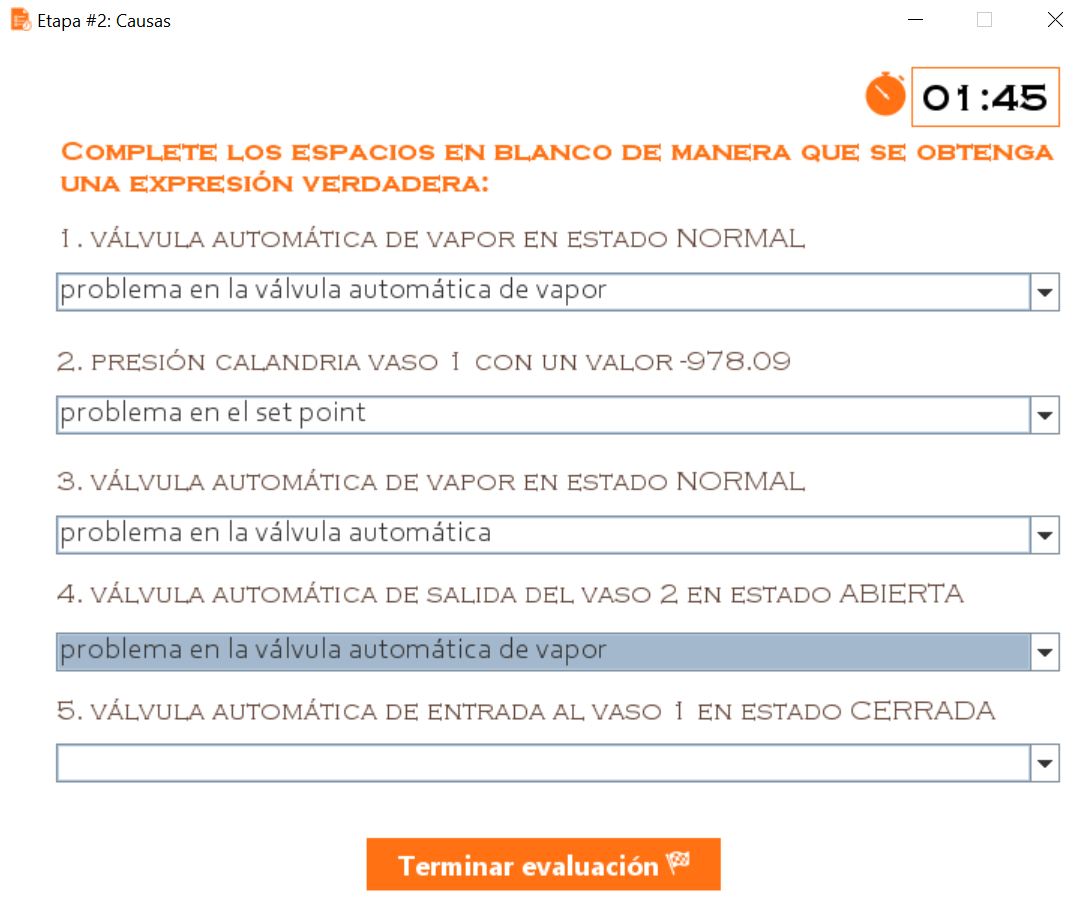 Etapa #2: Causas
01:45
Complete los espacios en blanco de manera que se obtenga
una expresión verdadera:
1. válvula automática de vapor en estado NORMAL
problema en la válvula automática de vapor
2. presión calandria vaso 1 con un valor -978.09
problema en el set point
3. válvula automática de vapor en estado NORMAL
problema en la válvula automática
4. válvula automática de salida del vaso 2 en estado ABIERTA
problema en la válvula automática de vapor
5. válvula automática de entrada al vaso 1 en estado CERRADA
Terminar evaluación